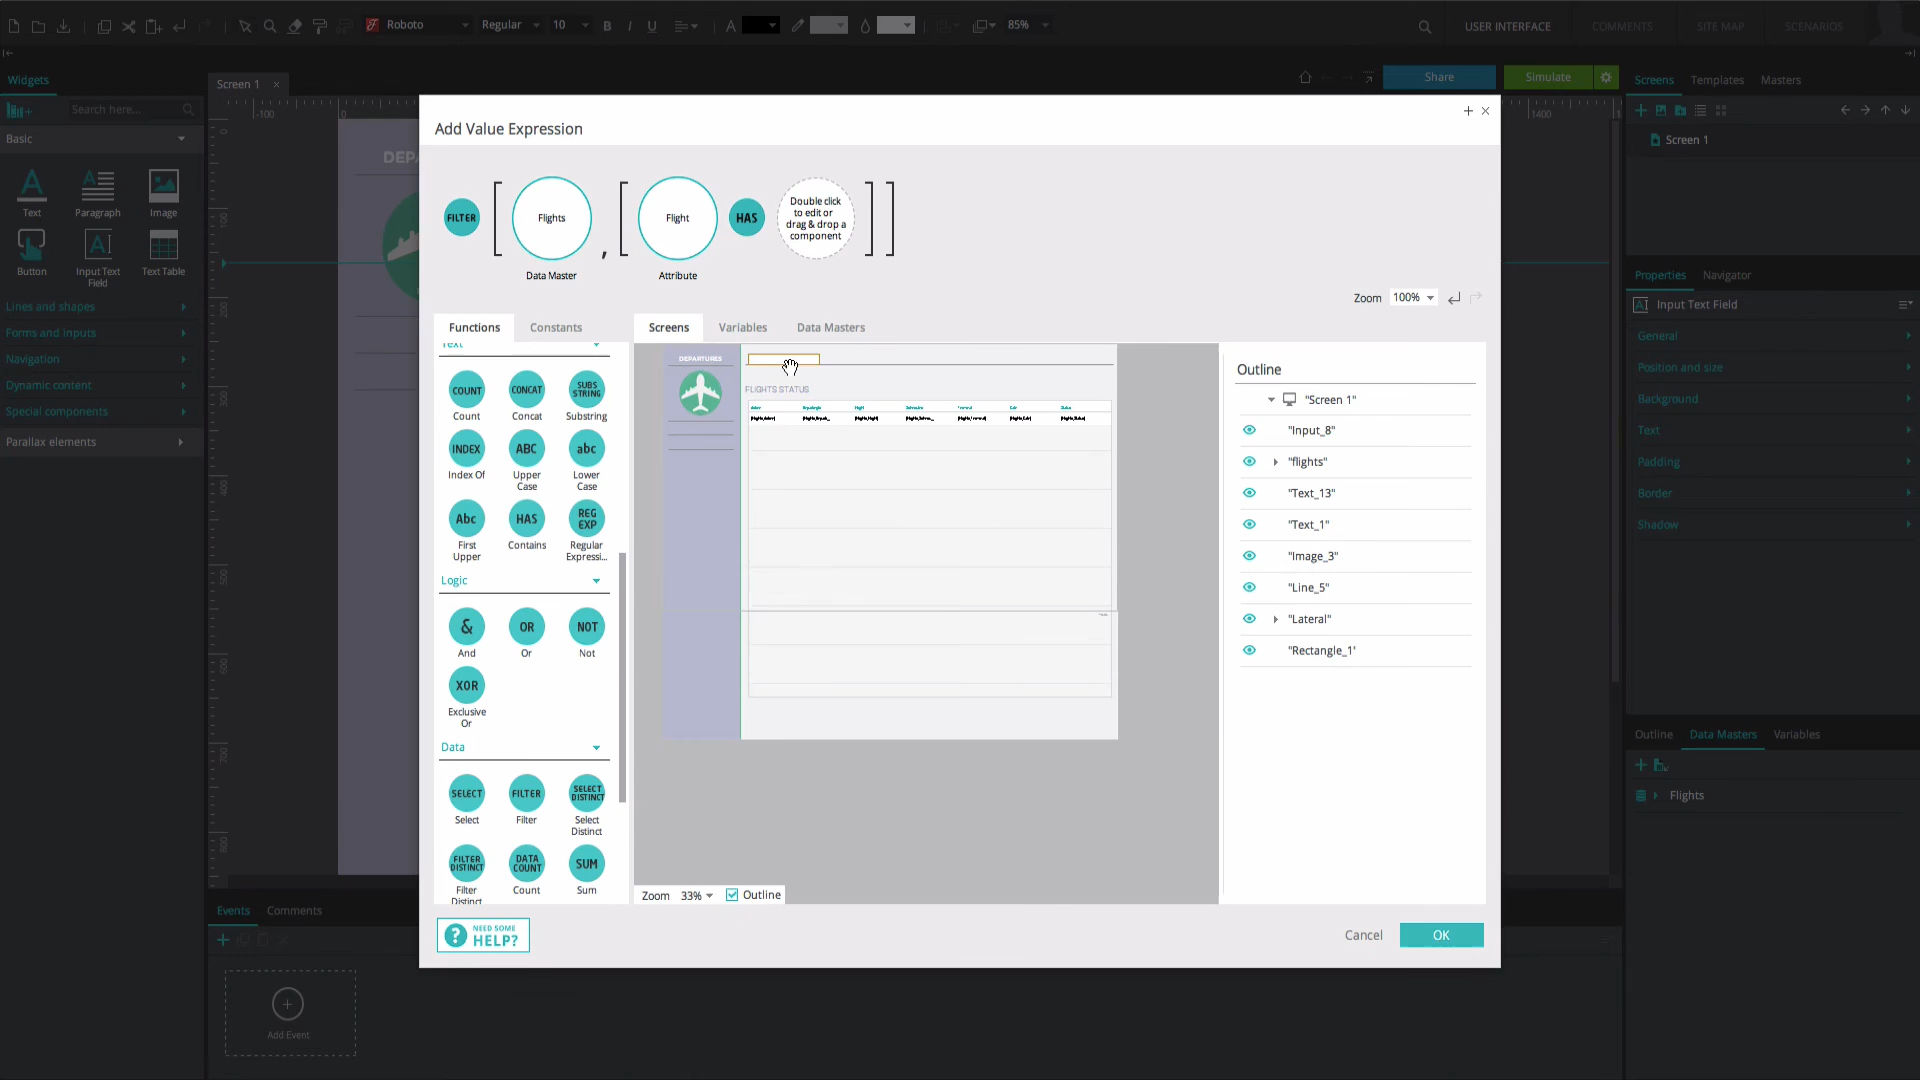 Roboto
Regular
10
B
I
U
A
85%
USER INTERFACE
COMMENTS
SITE MAP
SCENARIOS
Widgets
Screen 1
Share
Simulate
Screens
Templates
Masters
Search here...
-100
0
1400
Basic
Screen 1
Text
Paragraph
Image
Button
Input Text
Field
Text Table
Lines and shapes
Forms and Inputs
Navigation
Dynamic content
Special components
Parallax elements
DEPA
Add Value Expression
FILTER
Flights
,
Flight
HAS
Double click
to edit or
drag & drop a
component
Data Master
Attribute
Zoom
100%
Functions
Constants
Screens
Variables
Data Masters
Text
COUNT
CONCAT
SUBS
STRING
Count
Concat
Substring
INDEX
ABC
abc
Index Of
Upper
Case
Lower
Case
Abc
HAS
REG
EXP
First
Upper
Contains
Regular
Expressi...
Logic
&
OR
NOT
And
Or
Not
XOR
Exclusive
Or
Data
SELECT
FILTER
SELECT
DISTINCT
Select
Filter
Select
Distinct
FILTER
DISTINCT
DATA
COUNT
SUM
Filter
Distinct
Count
Sum
DEPARTURES
FLIGHTS STATUS
Zoom
33%
Outline
Outline
"Screen 1"
"Input_8"
"flights"
"Text_13"
"Text_1"
"Image_3"
"Line_5"
"Lateral"
"Rectangle_1"
NEED SOME
HELP?
Cancel
OK
Properties
Navigator
Input Text Field
General
Position and size
Background
Text
Padding
Border
Shadow
Outline
Data Masters
Variables
Flights
Events
Comments
Add Event